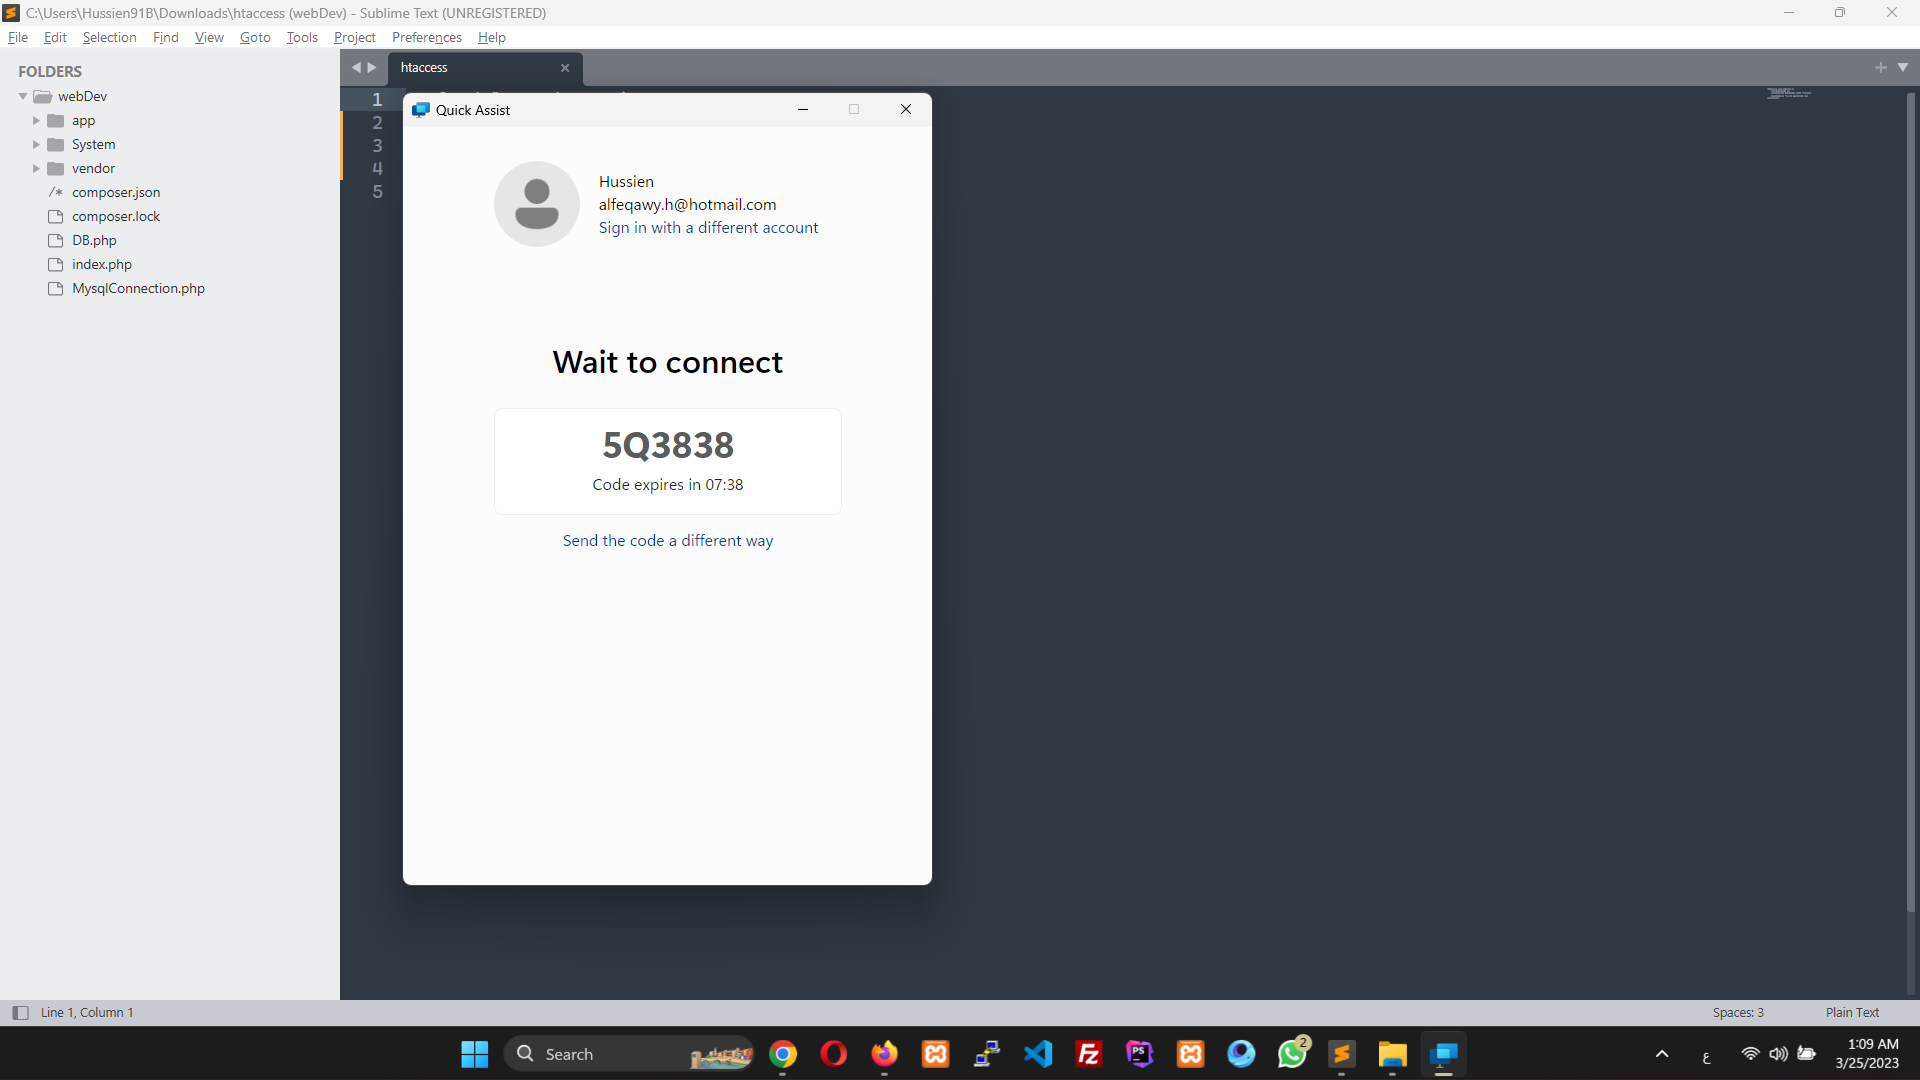 C:\Users\Hussien91B\Downloads\htaccess (webDev) - Sublime Text (UNREGISTERED)
File Edit Selection Find View Goto Tools Project Preferences Help
FOLDERS
webDev
app
System
vendor
/* composer.json
composer.lock
DB.php
index.php
MysqlConnection.php
htaccess
1
2
3
4
5
Quick Assist
Hussien
alfeqawy.h@hotmail.com
Sign in with a different account
Wait to connect
5Q3838
Code expires in 07:38
Send the code a different way
Line 1, Column 1
Spaces: 3
Plain Text
Search
PS
2
ع
1:09 AM
3/25/2023